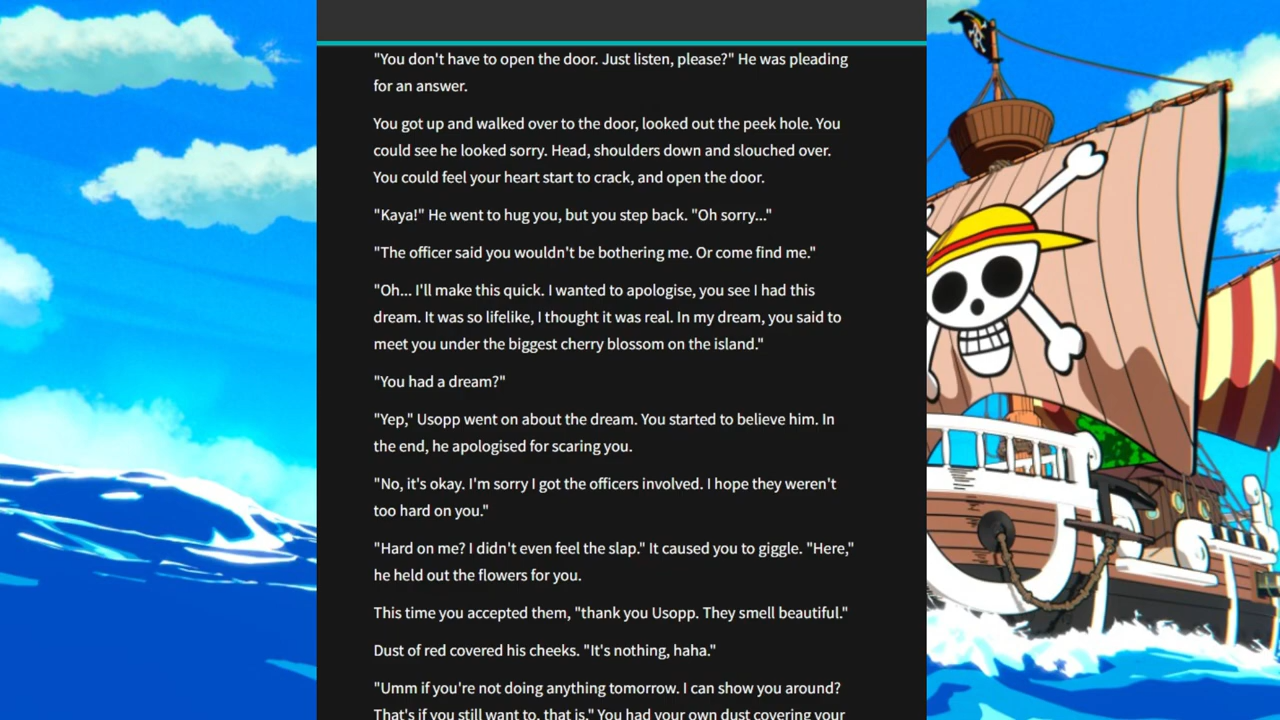 "You don't have to open the door. Just listen, please?" He was pleading
for an answer.
You got up and walked over to the door, looked out the peek hole. You
could see he looked sorry. Head, shoulders down and slouched over.
You could feel your heart start to crack, and open the door.
"Kaya!" He went to hug you, but you step back. "Oh sorry..."
"The officer said you wouldn't be bothering me. Or come find me."
"Oh... I'll make this quick. I wanted to apologise, you see I had this
dream. It was so lifelike, I thought it was real. In my dream, you said to
meet you under the biggest cherry blossom on the island."
"You had a dream?"
"Yep," Usopp went on about the dream. You started to believe him. In
the end, he apologised for scaring you.
"No, it's okay. I'm sorry I got the officers involved. I hope they weren't
too hard on you."
"Hard on me? I didn't even feel the slap." It caused you to giggle. "Here,"
he held out the flowers for you.
This time you accepted them, "thank you Usopp. They smell beautiful."
Dust of red covered his cheeks. "It's nothing, haha."
"Umm if you're not doing anything tomorrow. I can show you around?
That's if you still want to, that is." You had your own dust covering your